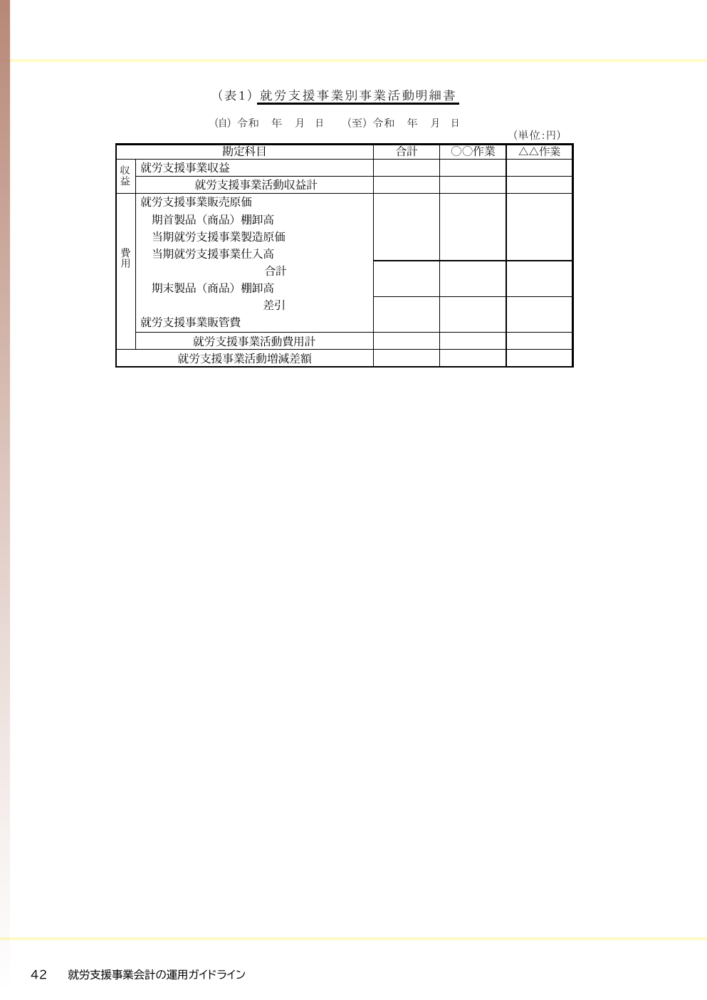 （表1）就労支援事業別事業活動明細書
（自）令和　年　月　日　　（至）令和　年　月　日
（単位:円）
勘定科目　合計　〇〇作業　△△作業
収益
就労支援事業収益
就労支援事業活動収益計
費用
就労支援事業販売原価
期首製品（商品）棚卸高
当期就労支援事業製造原価
当期就労支援事業仕入高
合計
期末製品（商品）棚卸高
差引
就労支援事業販管費
就労支援事業活動費用計
就労支援事業活動増減差額
42　就労支援事業会計の運用ガイドライン